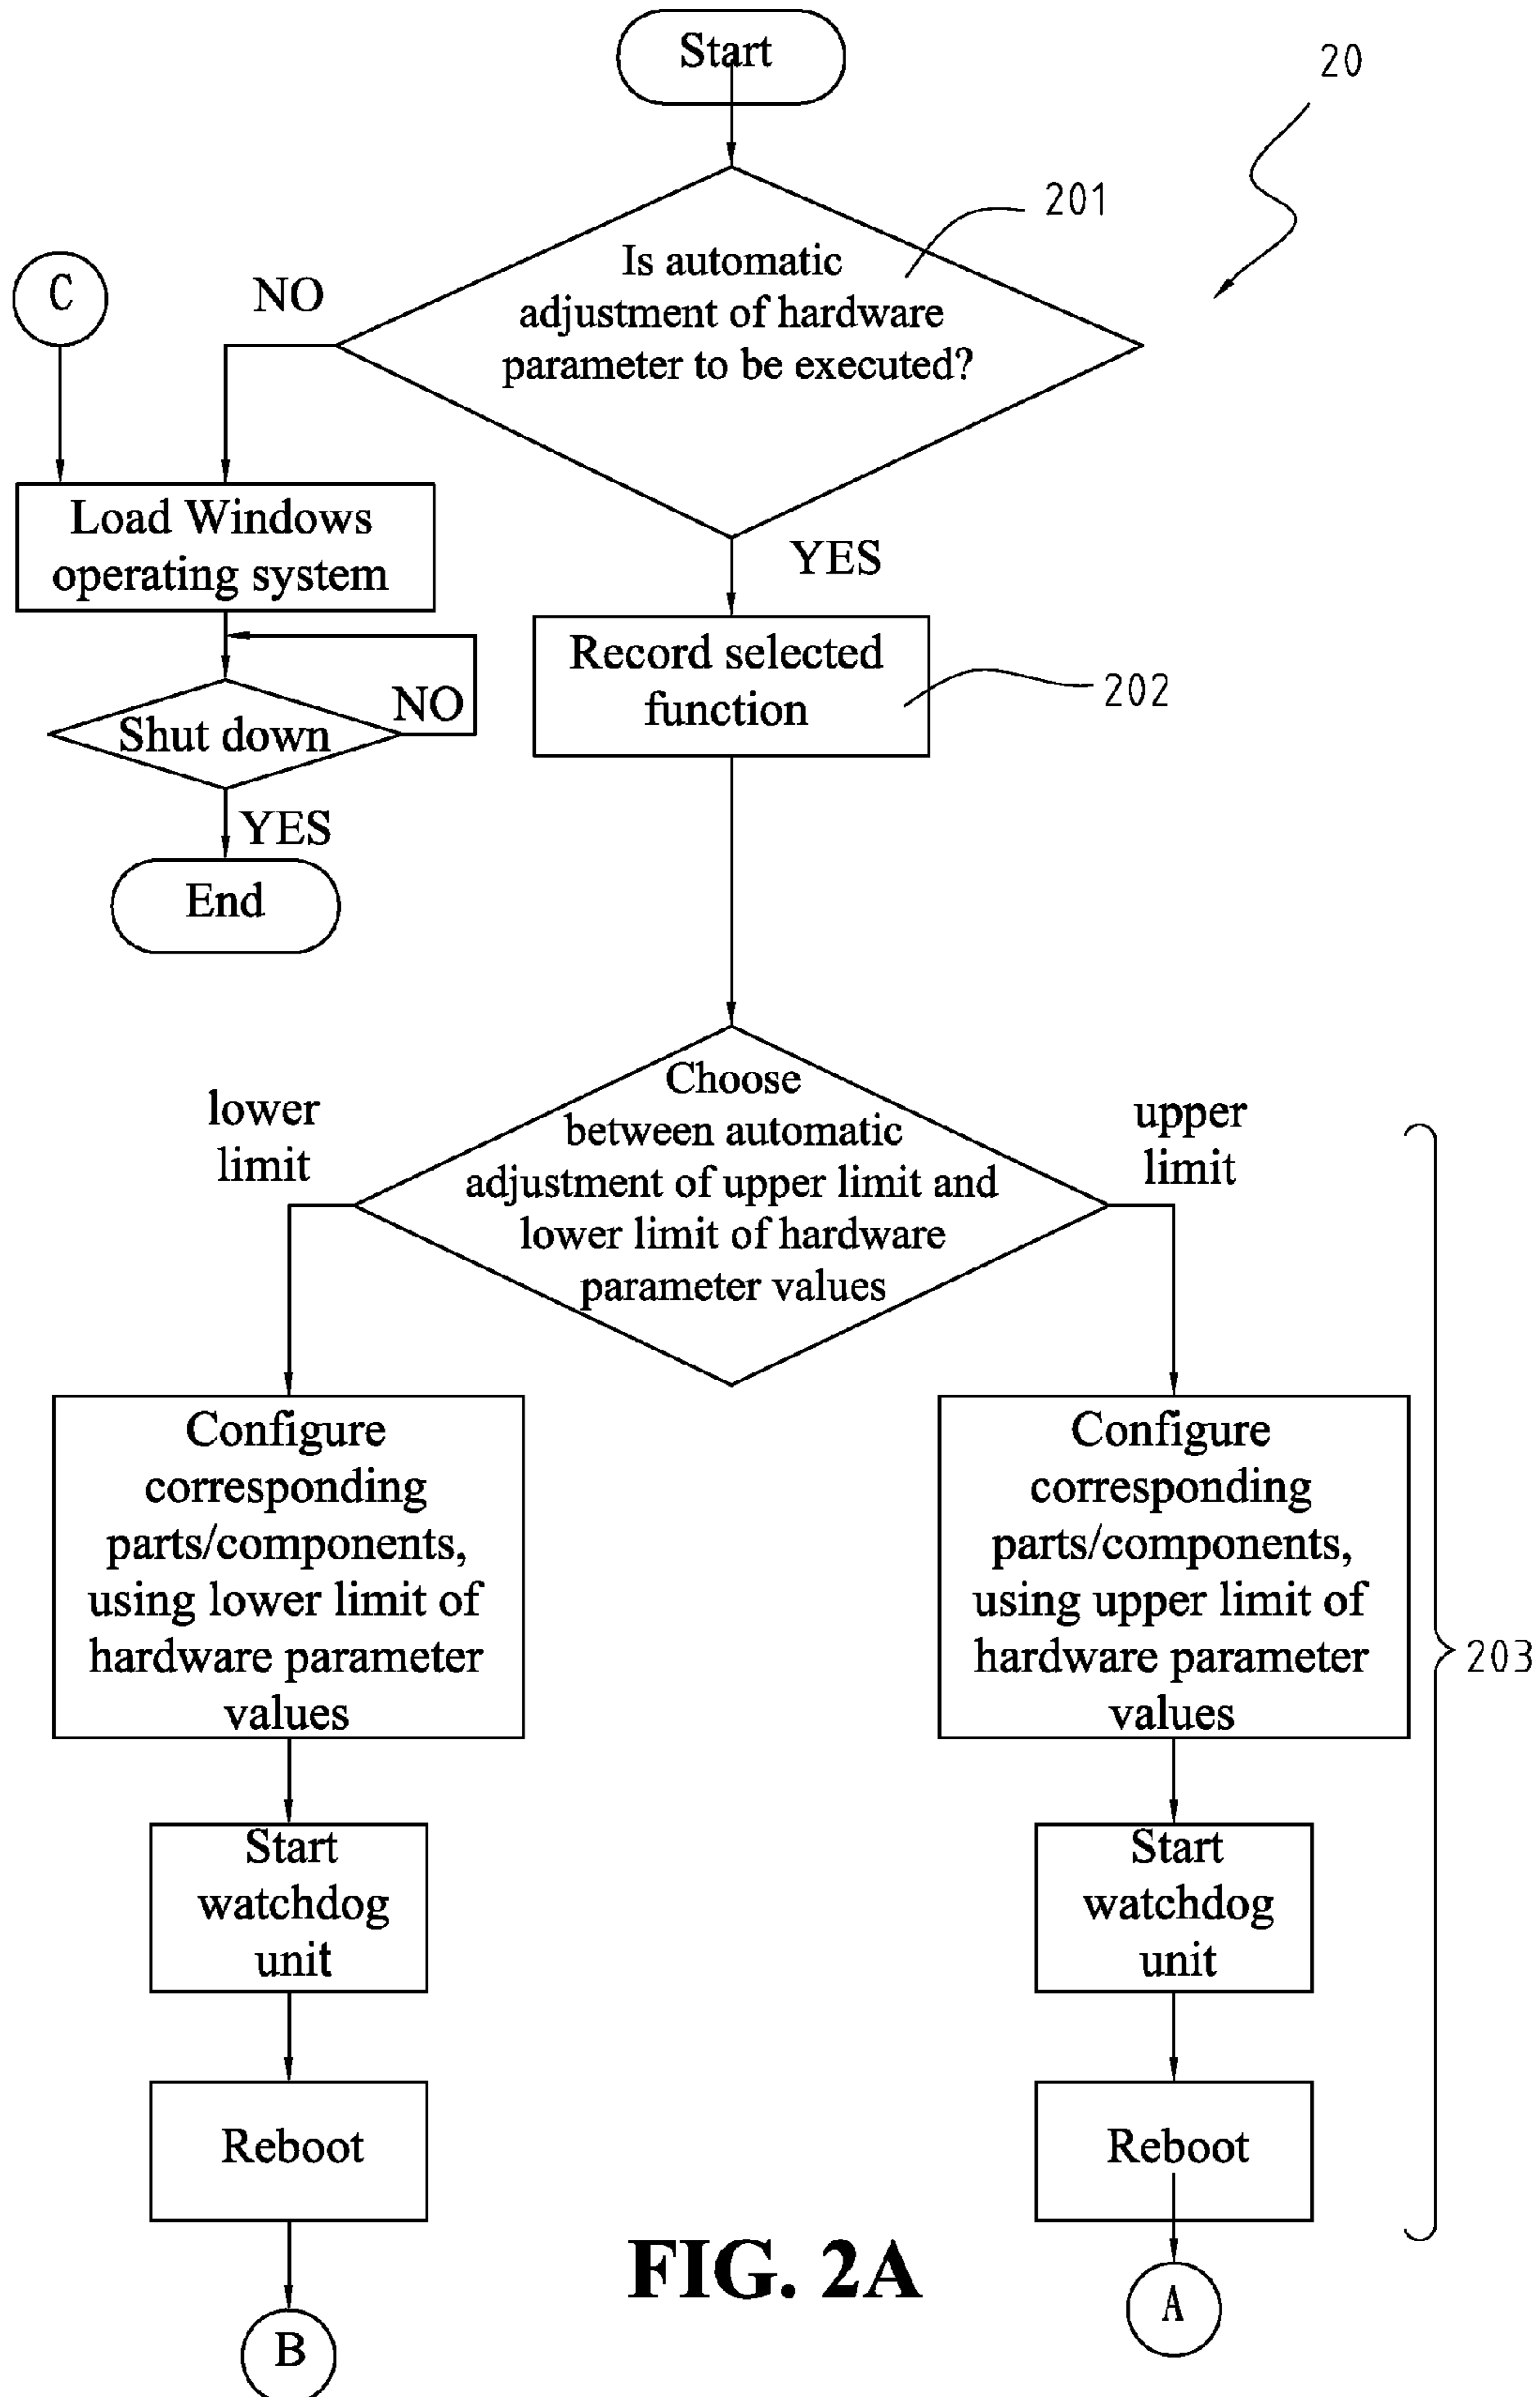 Start
20
201
Is automatic
adjustment of hardware
parameter to be executed?
NO
C
Load Windows
operating system
YES
Record selected
function
202
NO
Shut down
YES
End
Choose
between automatic
adjustment of upper limit and
lower limit of hardware
parameter values
lower
limit
upper
limit
Configure
corresponding
parts/components,
using lower limit of
hardware parameter
values
Configure
corresponding
parts/components,
using upper limit of
hardware parameter
values
203
Start
watchdog
unit
Start
watchdog
unit
Reboot
Reboot
FIG. 2A
A
B